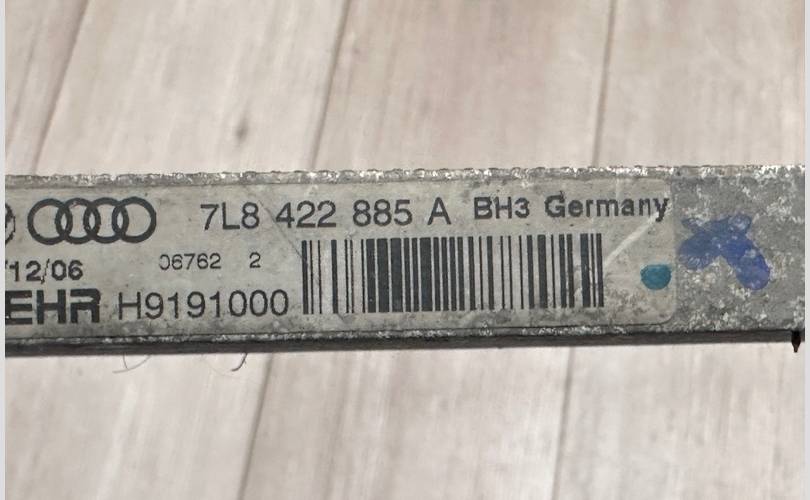 7L8 422 885 A BH3 Germany
/12/06 06762 2
EHR H9191000